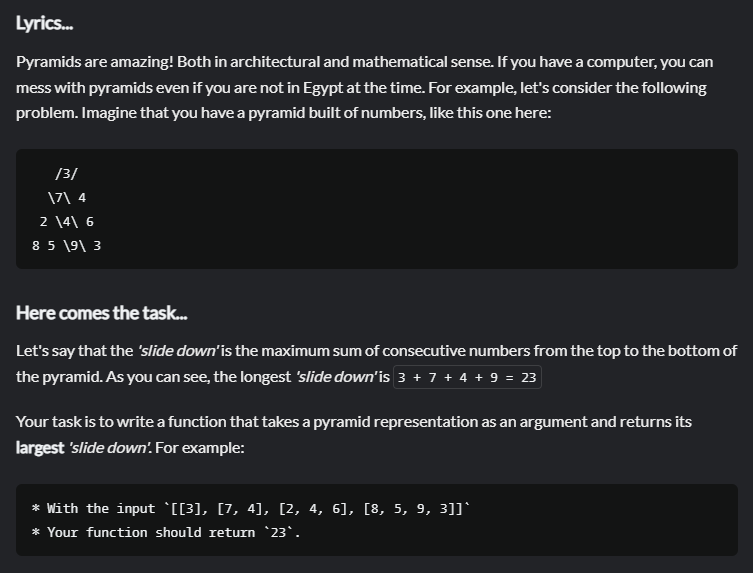 Lyrics...
Pyramids are amazing! Both in architectural and mathematical sense. If you have a computer, you can
mess with pyramids even if you are not in Egypt at the time. For example, let's consider the following
problem. Imagine that you have a pyramid built of numbers, like this one here:
/3/
\7\ 4
2 \4\ 6
8 5 \9\ 3
Here comes the task...
Let's say that the 'slide down' is the maximum sum of consecutive numbers from the top to the bottom of
the pyramid. As you can see, the longest 'slide down' is 3 + 7 + 4 + 9 = 23
Your task is to write a function that takes a pyramid representation as an argument and returns its
largest 'slide down'. For example:
* With the input `[[3], [7, 4], [2, 4, 6], [8, 5, 9, 3]]`
* Your function should return `23`.